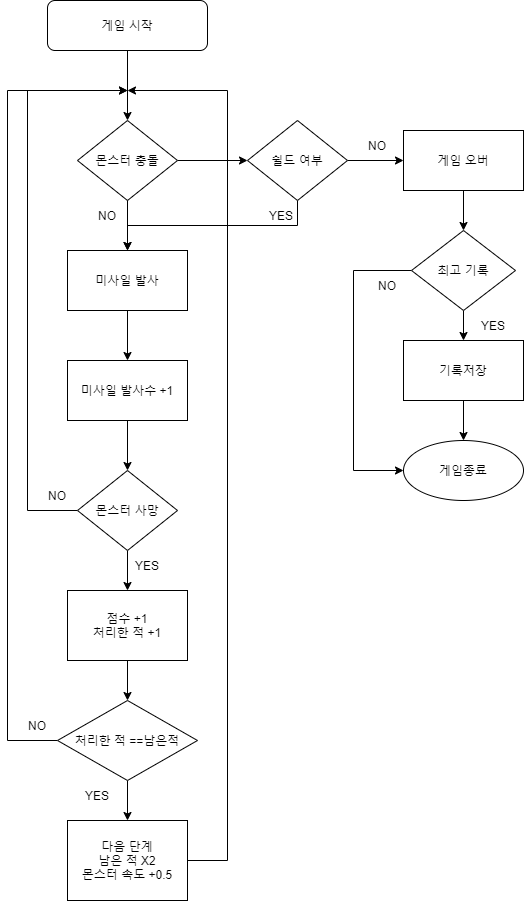 게임 시작
몬스터 충돌
쉴드 여부
NO
게임 오버
NO
YES
미사일 발사
최고 기록
NO
YES
미사일 발사수 +1
기록저장
게임종료
NO
몬스터 사망
YES
점수 +1
처리한 적 +1
NO
처리한 적 ==남은적
YES
다음 단계
남은 적 X2
몬스터 속도 +0.5